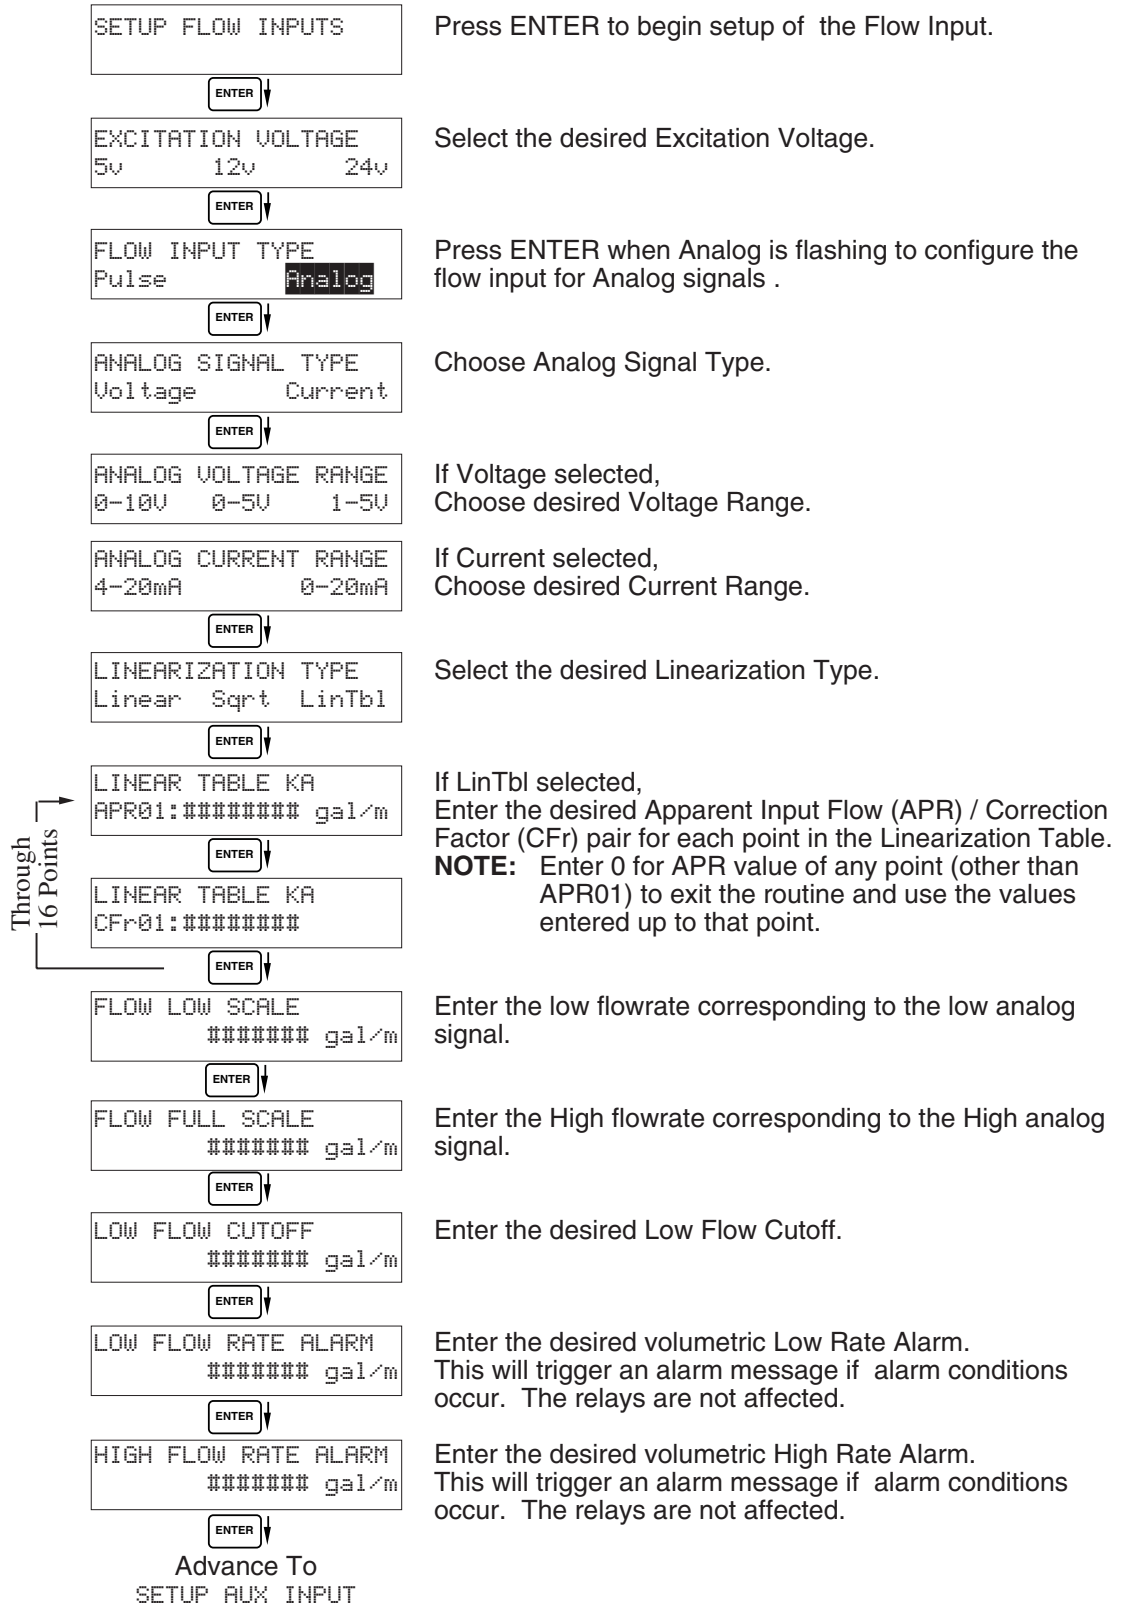 SETUP FLOW INPUTS
Press ENTER to begin setup of the Flow Input.
ENTER
EXCITATION VOLTAGE
5v 12v 24v
Select the desired Excitation Voltage.
ENTER
FLOW INPUT TYPE
Pulse Analog
Press ENTER when Analog is flashing to configure the
flow input for Analog signals .
ENTER
ANALOG SIGNAL TYPE
Voltage Current
Choose Analog Signal Type.
ENTER
ANALOG VOLTAGE RANGE
0-10V 0-5V 1-5V
If Voltage selected,
Choose desired Voltage Range.
ANALOG CURRENT RANGE
4-20mA 0-20mA
If Current selected,
Choose desired Current Range.
ENTER
LINEARIZATION TYPE
Linear Sqrt LinTbl
Select the desired Linearization Type.
ENTER
Through
16 Points
LINEAR TABLE KA
APR01:######## gal/m
ENTER
LINEAR TABLE KA
CFr01:########
If LinTbl selected,
Enter the desired Apparent Input Flow (APR) / Correction
Factor (CFr) pair for each point in the Linearization Table.
NOTE: Enter 0 for APR value of any point (other than
APR01) to exit the routine and use the values
entered up to that point.
ENTER
FLOW LOW SCALE
####### gal/m
Enter the low flowrate corresponding to the low analog
signal.
ENTER
FLOW FULL SCALE
####### gal/m
Enter the High flowrate corresponding to the High analog
signal.
ENTER
LOW FLOW CUTOFF
####### gal/m
Enter the desired Low Flow Cutoff.
ENTER
LOW FLOW RATE ALARM
####### gal/m
Enter the desired volumetric Low Rate Alarm.
This will trigger an alarm message if alarm conditions
occur. The relays are not affected.
ENTER
HIGH FLOW RATE ALARM
####### gal/m
Enter the desired volumetric High Rate Alarm.
This will trigger an alarm message if alarm conditions
occur. The relays are not affected.
ENTER
Advance To
SETUP AUX INPUT